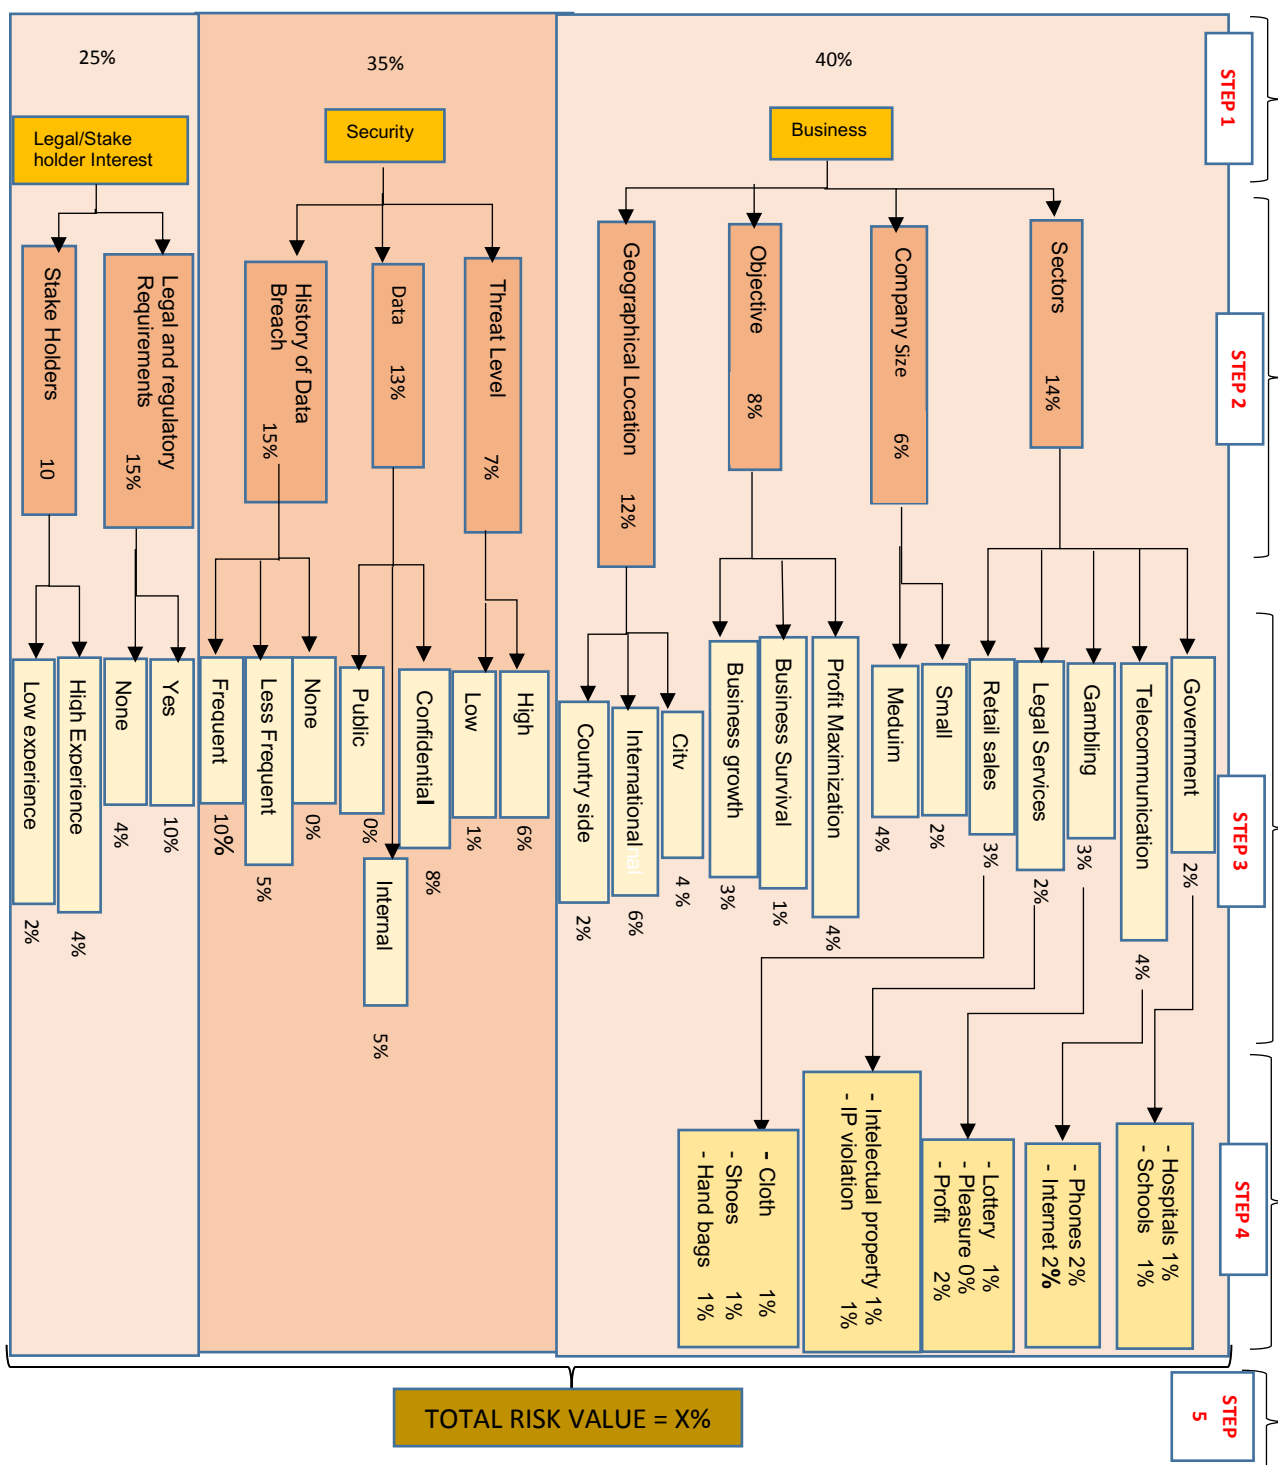 25%
35%
40%
STEP 1
Legal/Stake
holder Interest
Security
Business
STEP 2
Stake Holders 10
Legal and regulatory
Requirements 15%
History of Data
Breach 15%
Data 13%
Threat Level 7%
Geographical Location 12%
Objective 8%
Company Size 6%
Sectors 14%
STEP 3
Low experience 2%
High Experience 4%
None 4%
Yes 10%
Frequent 10%
Less Frequent 5%
None 0%
Public 0%
Internal 5%
Confidential 8%
Low 1%
High 6%
Country side 2%
Internationalnal 6%
City 4 %
Business growth 3%
Business Survival 1%
Profit Maximization 4%
Meduim 4%
Small 2%
Retail sales 3%
Legal Services 2%
Gambling 3%
Telecommunication 4%
Government 2%
STEP 4
- Cloth 1%
- Shoes 1%
- Hand bags 1%
- Intelectual property 1%
- IP violation 1%
- Lottery 1%
- Pleasure 0%
- Profit 2%
- Phones 2%
- Internet 2%
- Hospitals 1%
- Schools 1%
STEP
5
TOTAL RISK VALUE = X%